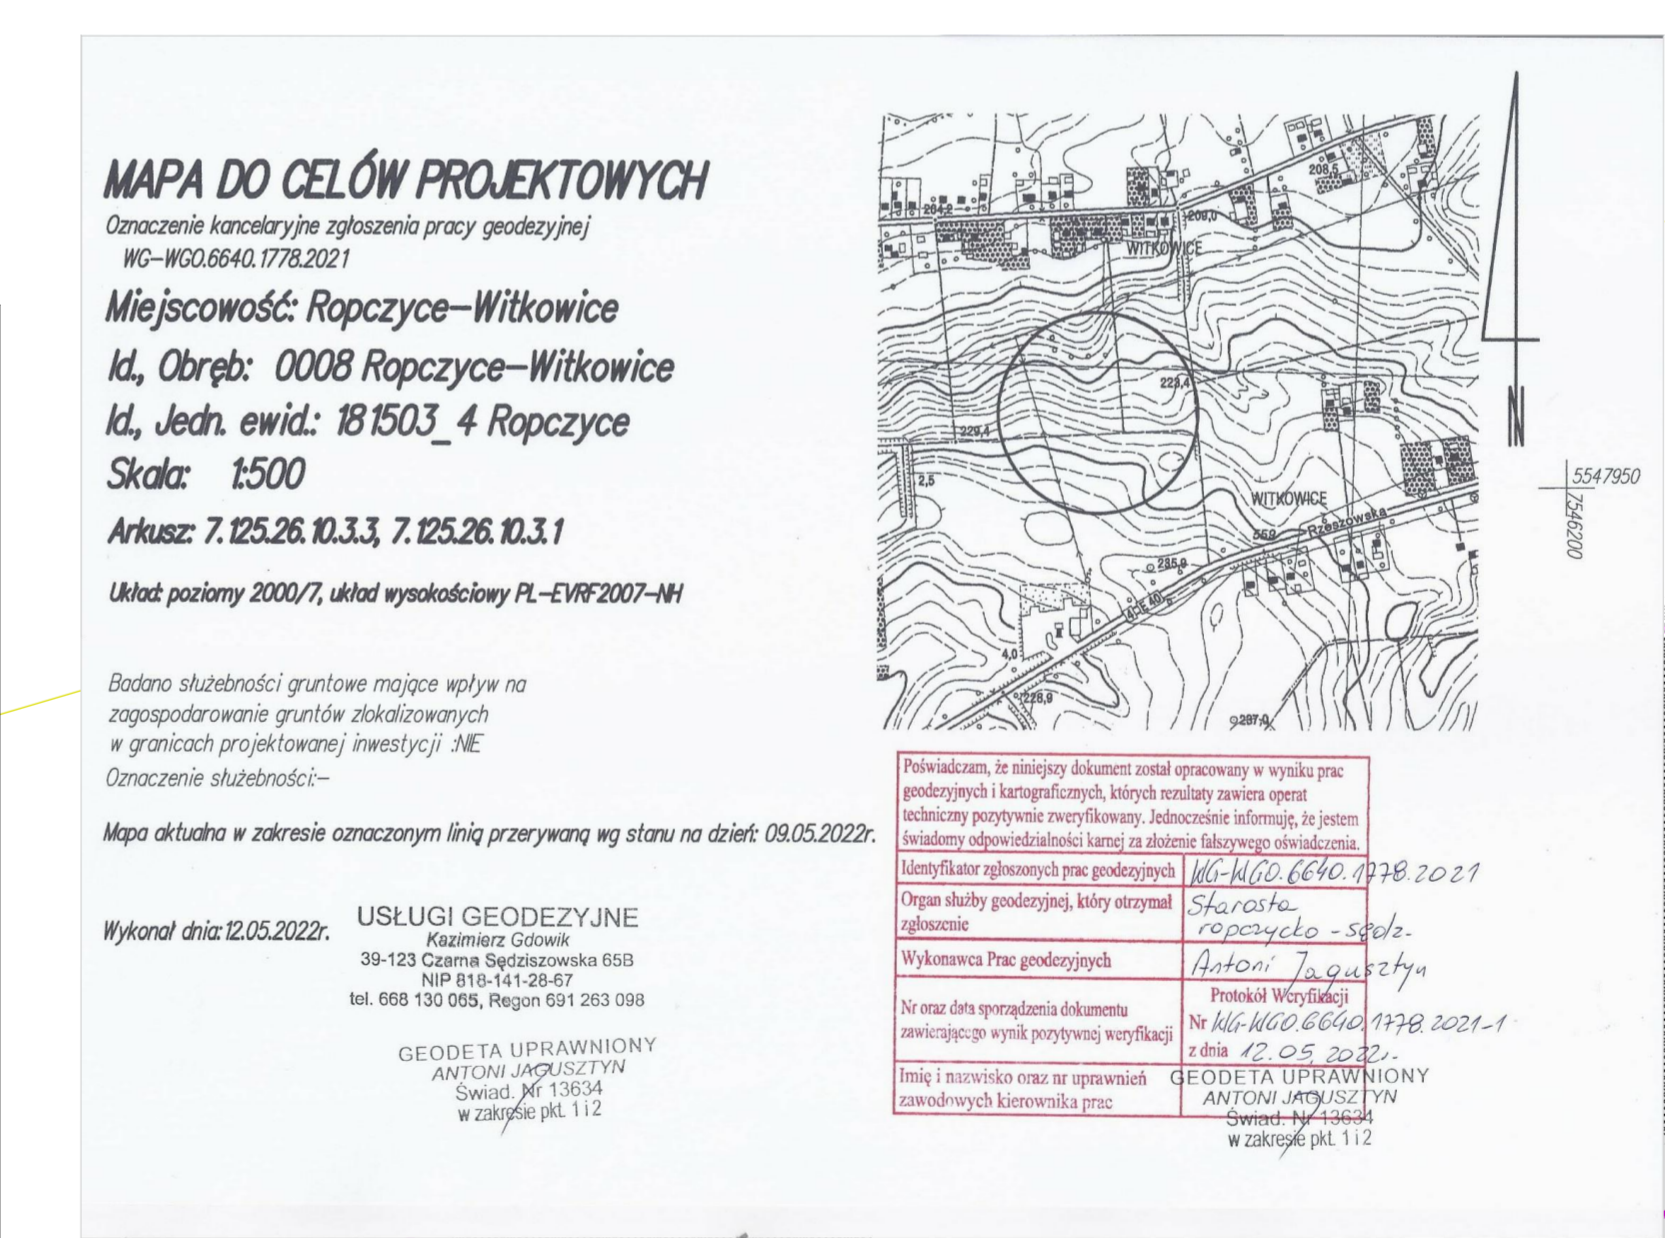 MAPA DO CELÓW PROJEKTOWYCH
Oznaczenie kancelaryjne zgłoszenia pracy geodezyjnej
WG-WGO.6640.1778.2021
Miejscowość: Ropczyce-Witkowice
Id., Obręb: 0008 Ropczyce-Witkowice
Id., Jedn. ewid.: 181503_4 Ropczyce
Skala: 1:500
Arkusz: 7.125.26.10.3.3, 7.125.26.10.3.1
Układ: poziomy 2000/7, układ wysokościowy PL-EVRF2007-NH
Badano służebności gruntowe mające wpływ na
zagospodarowanie gruntów zlokalizowanych
w granicach projektowanej inwestycji :NIE
Oznaczenie służebności:-
Mapa aktualna w zakresie oznaczonym linią przerywaną wg stanu na dzień: 09.05.2022r.
Wykonał dnia: 12.05.2022r.
USŁUGI GEODEZYJNE
Kazimierz Gdowik
39-123 Czarna Sędziszowska 65B
NIP 818-141-28-67
tel. 668 130 065, Regon 691 263 098
GEODETA UPRAWNIONY
ANTONI JAGUSZTYN
Świad. Nr 13634
w zakresie pkt. 1 i 2
208,5
204,2
209,0
WITKOWICE
223,4
229,4
2,5
WITKOWICE
559
Rzeszowska
235,9
4 (E 40)
4,0
228,9
237,0
N
5547950
7546200
Poświadczam, że niniejszy dokument został opracowany w wyniku prac
geodezyjnych i kartograficznych, których rezultaty zawiera operat
techniczny pozytywnie zweryfikowany. Jednocześnie informuję, że jestem
świadomy odpowiedzialności karnej za złożenie fałszywego oświadczenia.
Identyfikator zgłoszonych prac geodezyjnych WG-WGO.6640.1778.2021
Organ służby geodezyjnej, który otrzymał
zgłoszenie
Starosta
ropczycko-sędz.
Wykonawca Prac geodezyjnych Antoni Jagusztyn
Nr oraz data sporządzenia dokumentu
zawierającego wynik pozytywnej weryfikacji
Protokół Weryfikacji
Nr WG-WGO.6640.1778.2021-1
z dnia 12.05.2022r.
Imię i nazwisko oraz nr uprawnień
zawodowych kierownika prac
GEODETA UPRAWNIONY
ANTONI JAGUSZTYN
Świad. Nr 13634
w zakresie pkt. 1 i 2